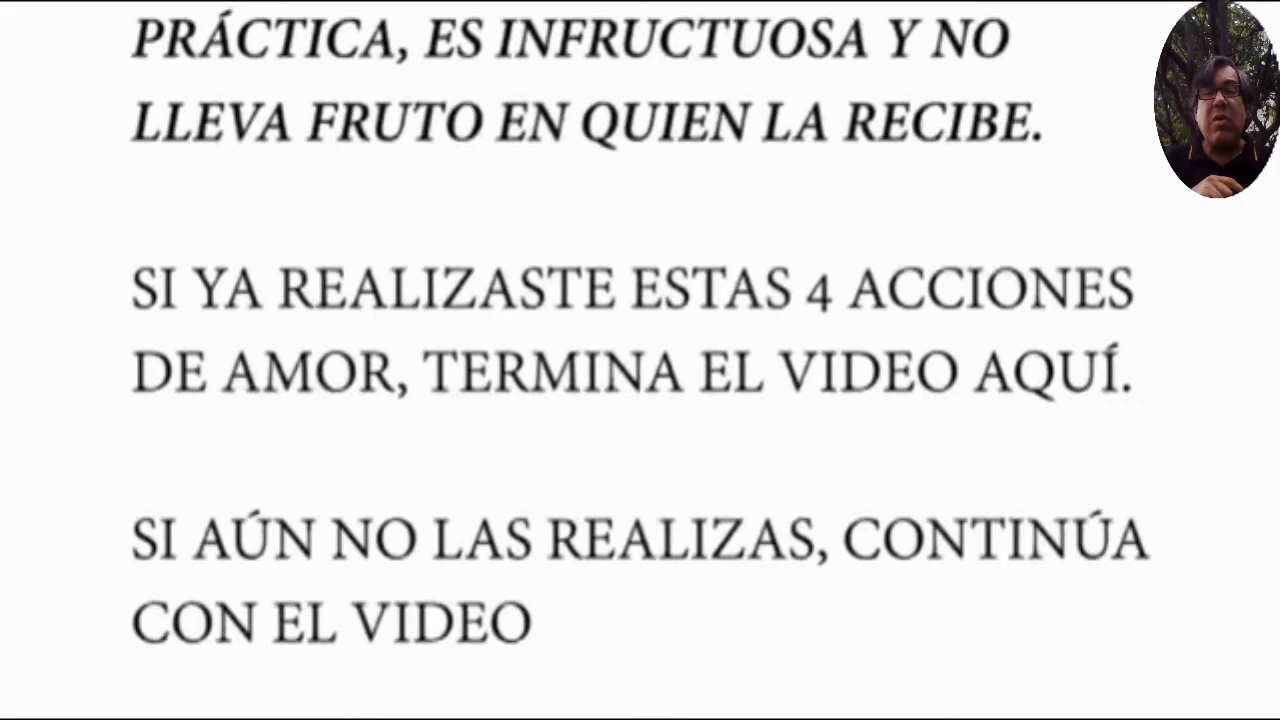 PRÁCTICA, ES INFRUCTUOSA Y NO
LLEVA FRUTO EN QUIEN LA RECIBE.
SI YA REALIZASTE ESTAS 4 ACCIONES
DE AMOR, TERMINA EL VIDEO AQUÍ.
SI AÚN NO LAS REALIZAS, CONTINÚA
CON EL VIDEO